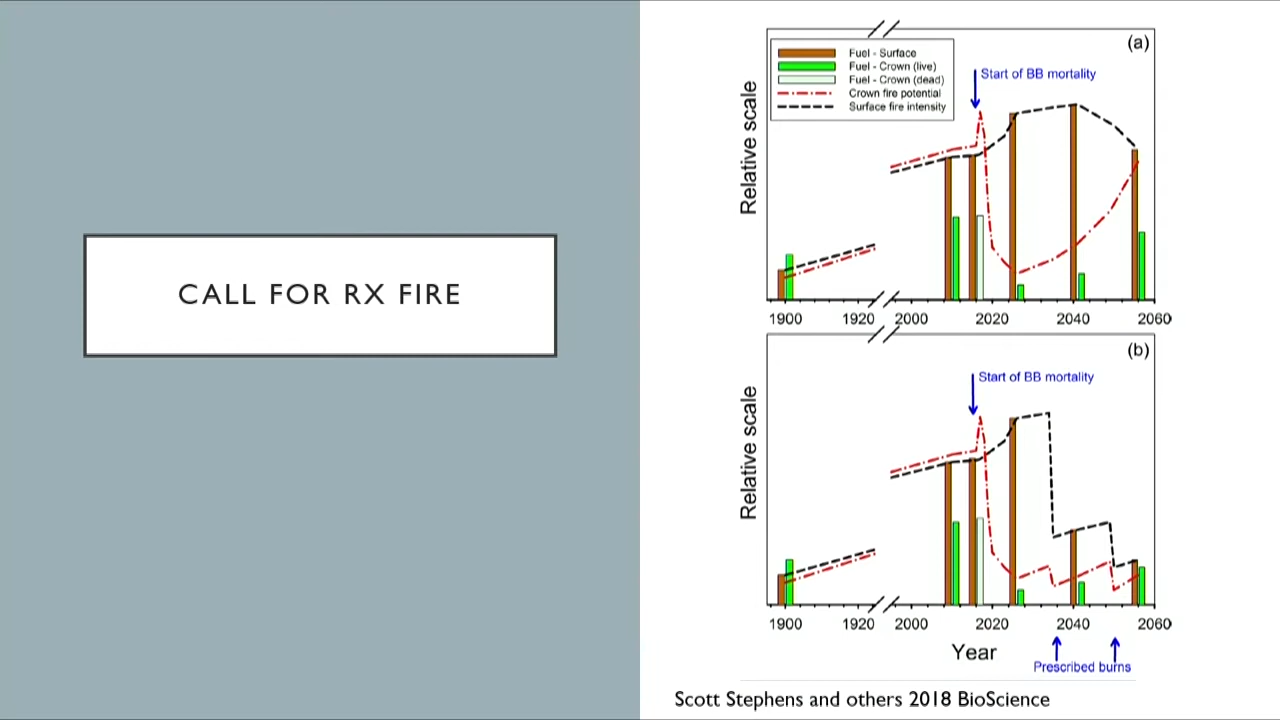 CALL FOR RX FIRE
(a)
Fuel - Surface
Fuel - Crown (live)
Fuel - Crown (dead)
Crown fire potential
Surface fire intensity
Start of BB mortality
Relative scale
1900 1920 2000 2020 2040 2060
(b)
Start of BB mortality
Relative scale
1900 1920 2000 2020 2040 2060
Year
Prescribed burns
Scott Stephens and others 2018 BioScience